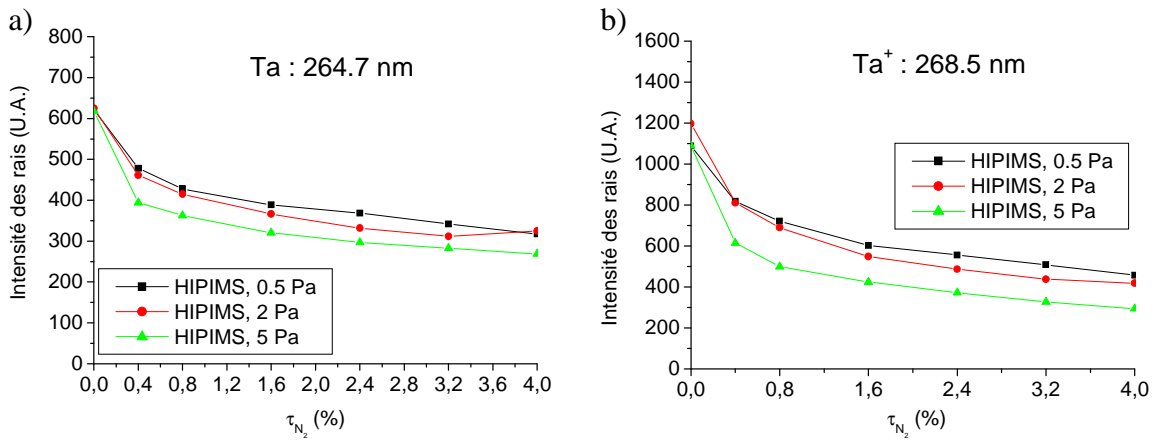 a)
Ta : 264.7 nm
Intensité des rais (U.A.)
800
700
600
500
400
300
200
100
0
HIPIMS, 0.5 Pa
HIPIMS, 2 Pa
HIPIMS, 5 Pa
0,0 0,4 0,8 1,2 1,6 2,0 2,4 2,8 3,2 3,6 4,0
τN₂ (%)
b)
Ta⁺ : 268.5 nm
Intensité des rais (U.A.)
1600
1400
1200
1000
800
600
400
200
0
HIPIMS, 0.5 Pa
HIPIMS, 2 Pa
HIPIMS, 5 Pa
0,0 0,8 1,6 2,4 3,2 4,0
τN₂ (%)